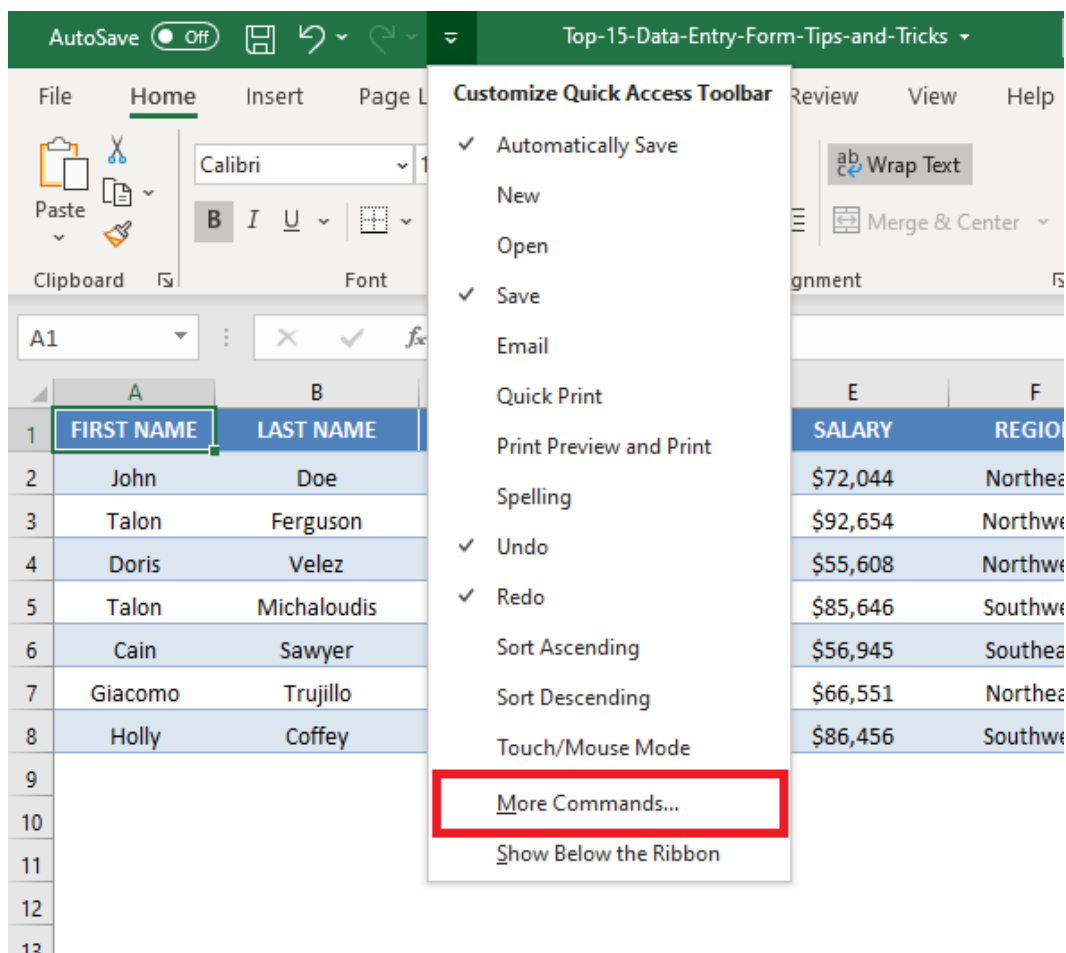 AutoSave Off Top-15-Data-Entry-Form-Tips-and-Tricks
File Home Insert Page L Review View Help
Customize Quick Access Toolbar
Automatically Save
New
Open
Save
Email
Quick Print
Print Preview and Print
Spelling
Undo
Redo
Sort Ascending
Sort Descending
Touch/Mouse Mode
More Commands...
Show Below the Ribbon
Calibri 1 ab c Wrap Text
Paste B I U Merge & Center
Clipboard Font gnment
A1 fx
A B E F
1 FIRST NAME LAST NAME SALARY REGIO
2 John Doe $72,044 Northea
3 Talon Ferguson $92,654 Northwe
4 Doris Velez $55,608 Northwe
5 Talon Michaloudis $85,646 Southwe
6 Cain Sawyer $56,945 Southea
7 Giacomo Trujillo $66,551 Northea
8 Holly Coffey $86,456 Southwe
9
10
11
12
13